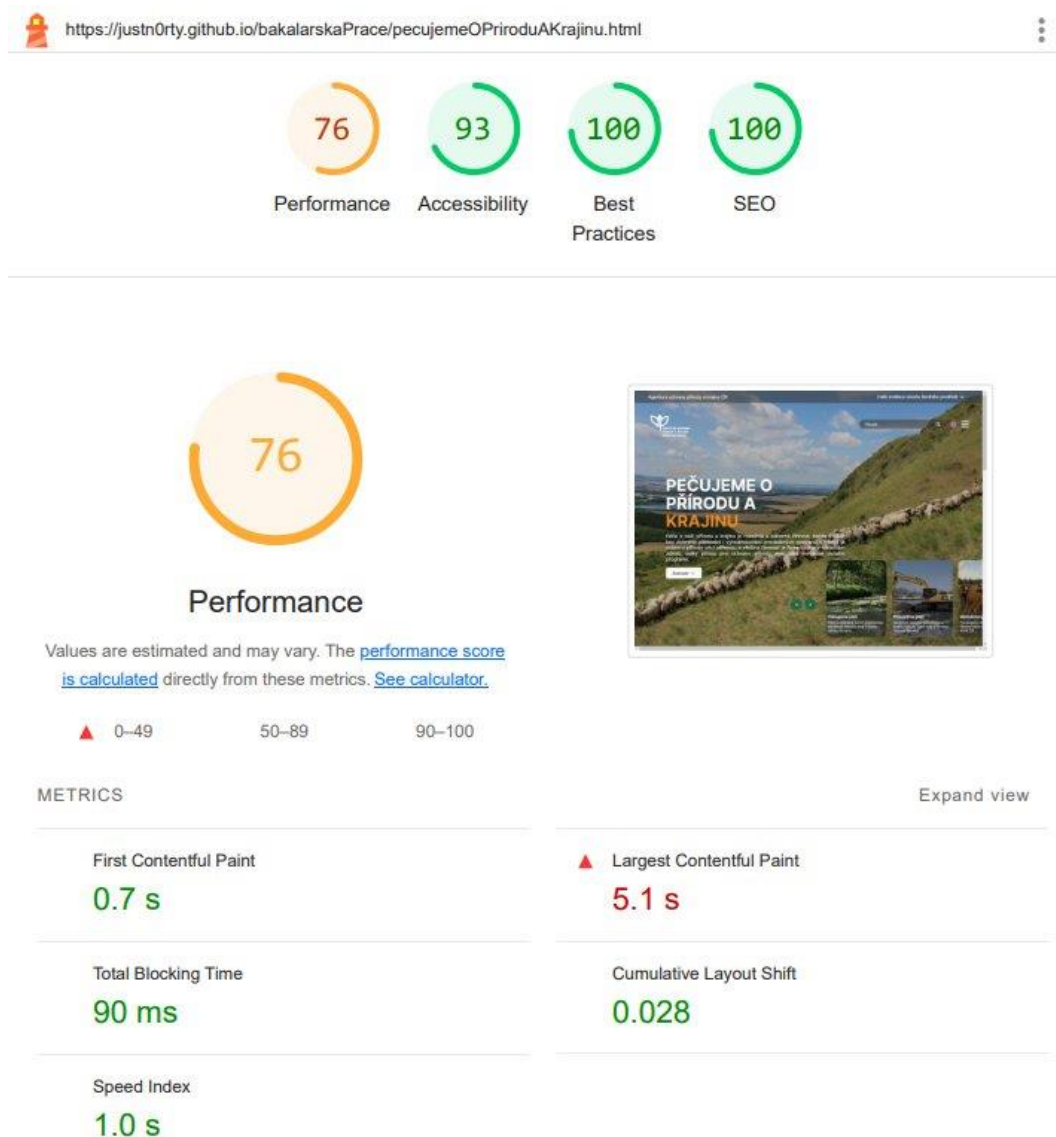 https://justn0rty.github.io/bakalarskaPrace/pecujemeOPriroduAKrajinu.html
76
93
100
100
Performance
Accessibility
Best
Practices
SEO
76
PEČUJEME O
PŘÍRODU A
KRAJINU
Performance
Values are estimated and may vary. The performance score
is calculated directly from these metrics. See calculator.
0–49
50–89
90–100
METRICS
Expand view
First Contentful Paint
0.7 s
Largest Contentful Paint
5.1 s
Total Blocking Time
90 ms
Cumulative Layout Shift
0.028
Speed Index
1.0 s